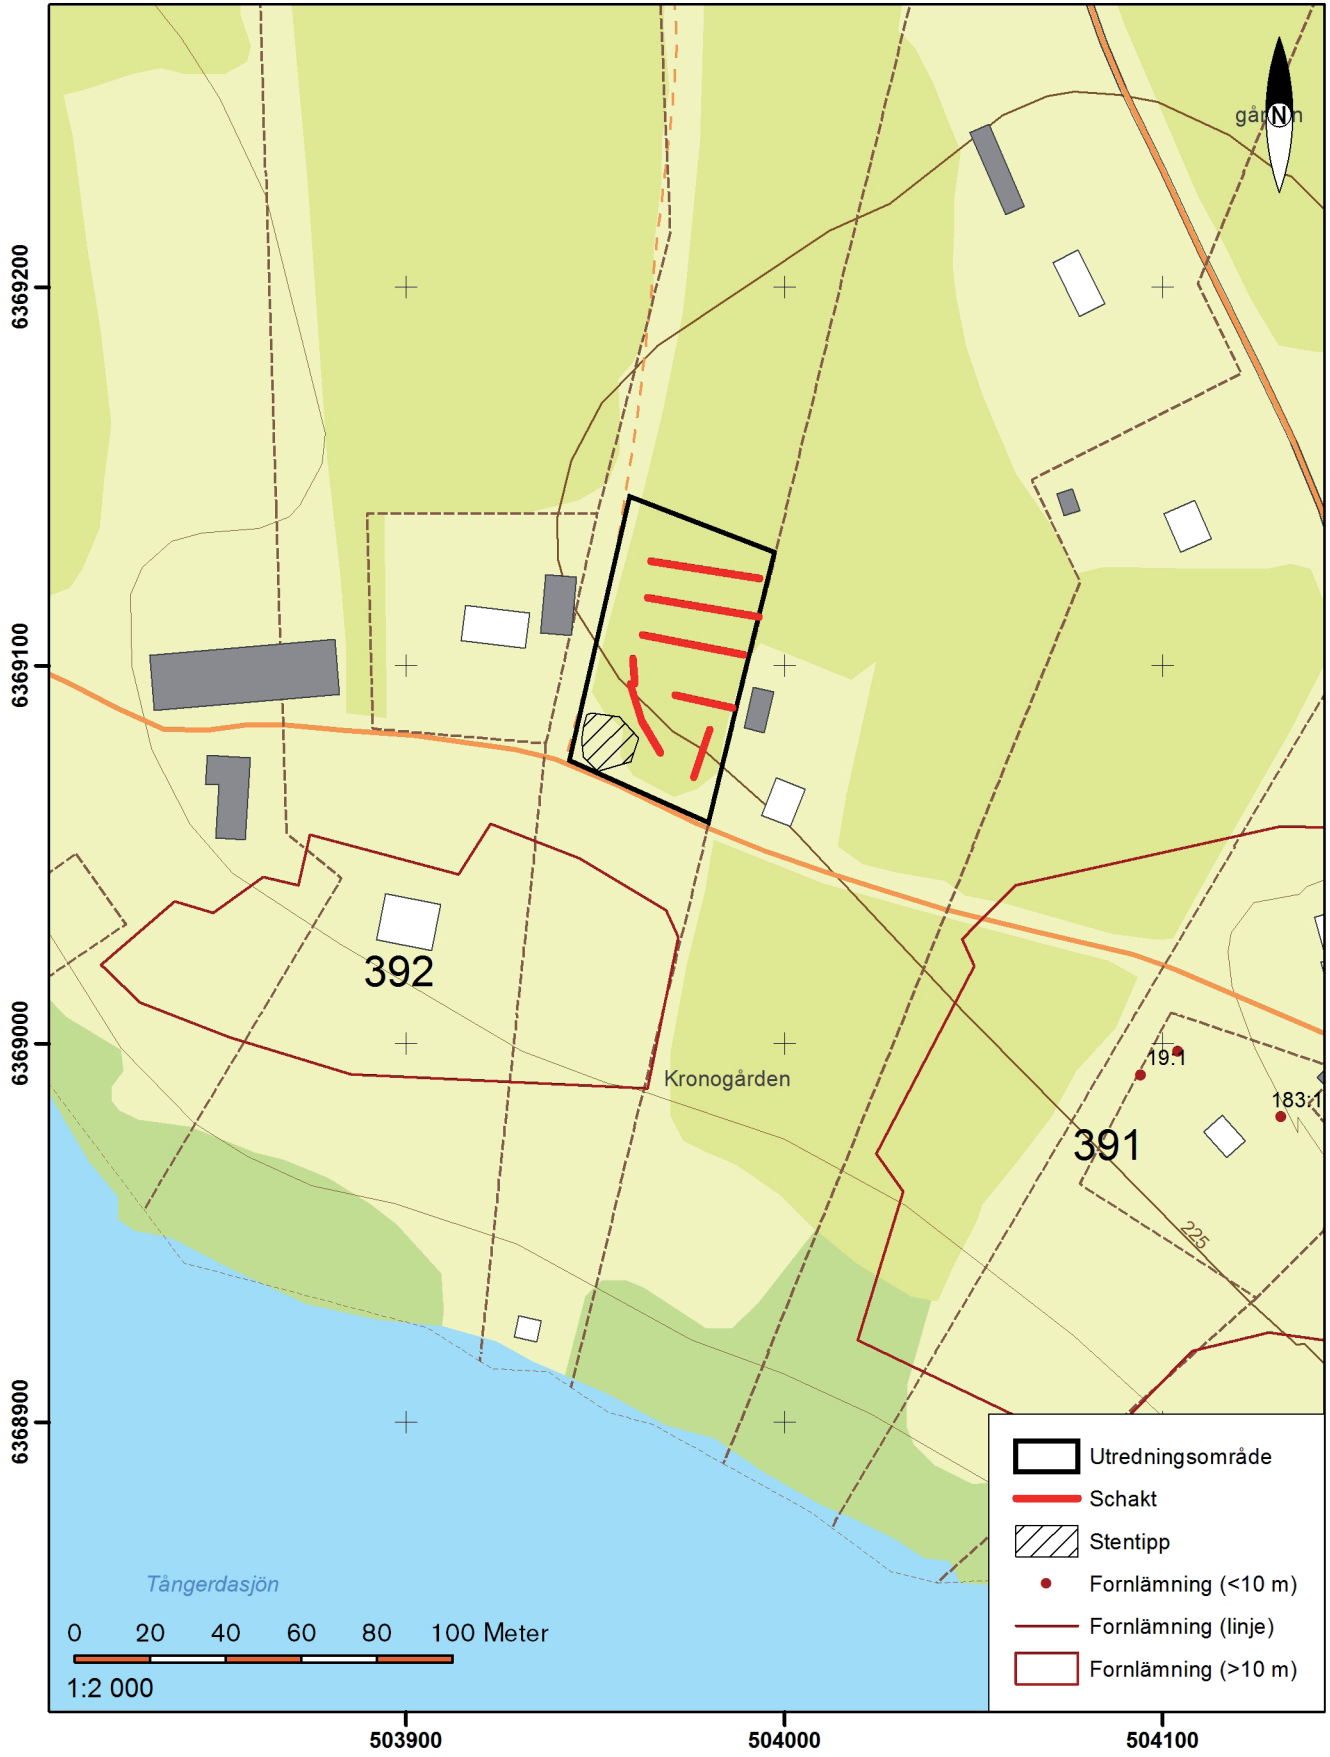 gården
N
6369200
6369100
392
6369000
Kronogården
19:1
183:1
391
225
6368900
Tångerdasjön
0 20 40 60 80 100 Meter
1:2 000
Utredningsområde
Schakt
Stentipp
Fornlämning (<10 m)
Fornlämning (linje)
Fornlämning (>10 m)
503900 504000 504100